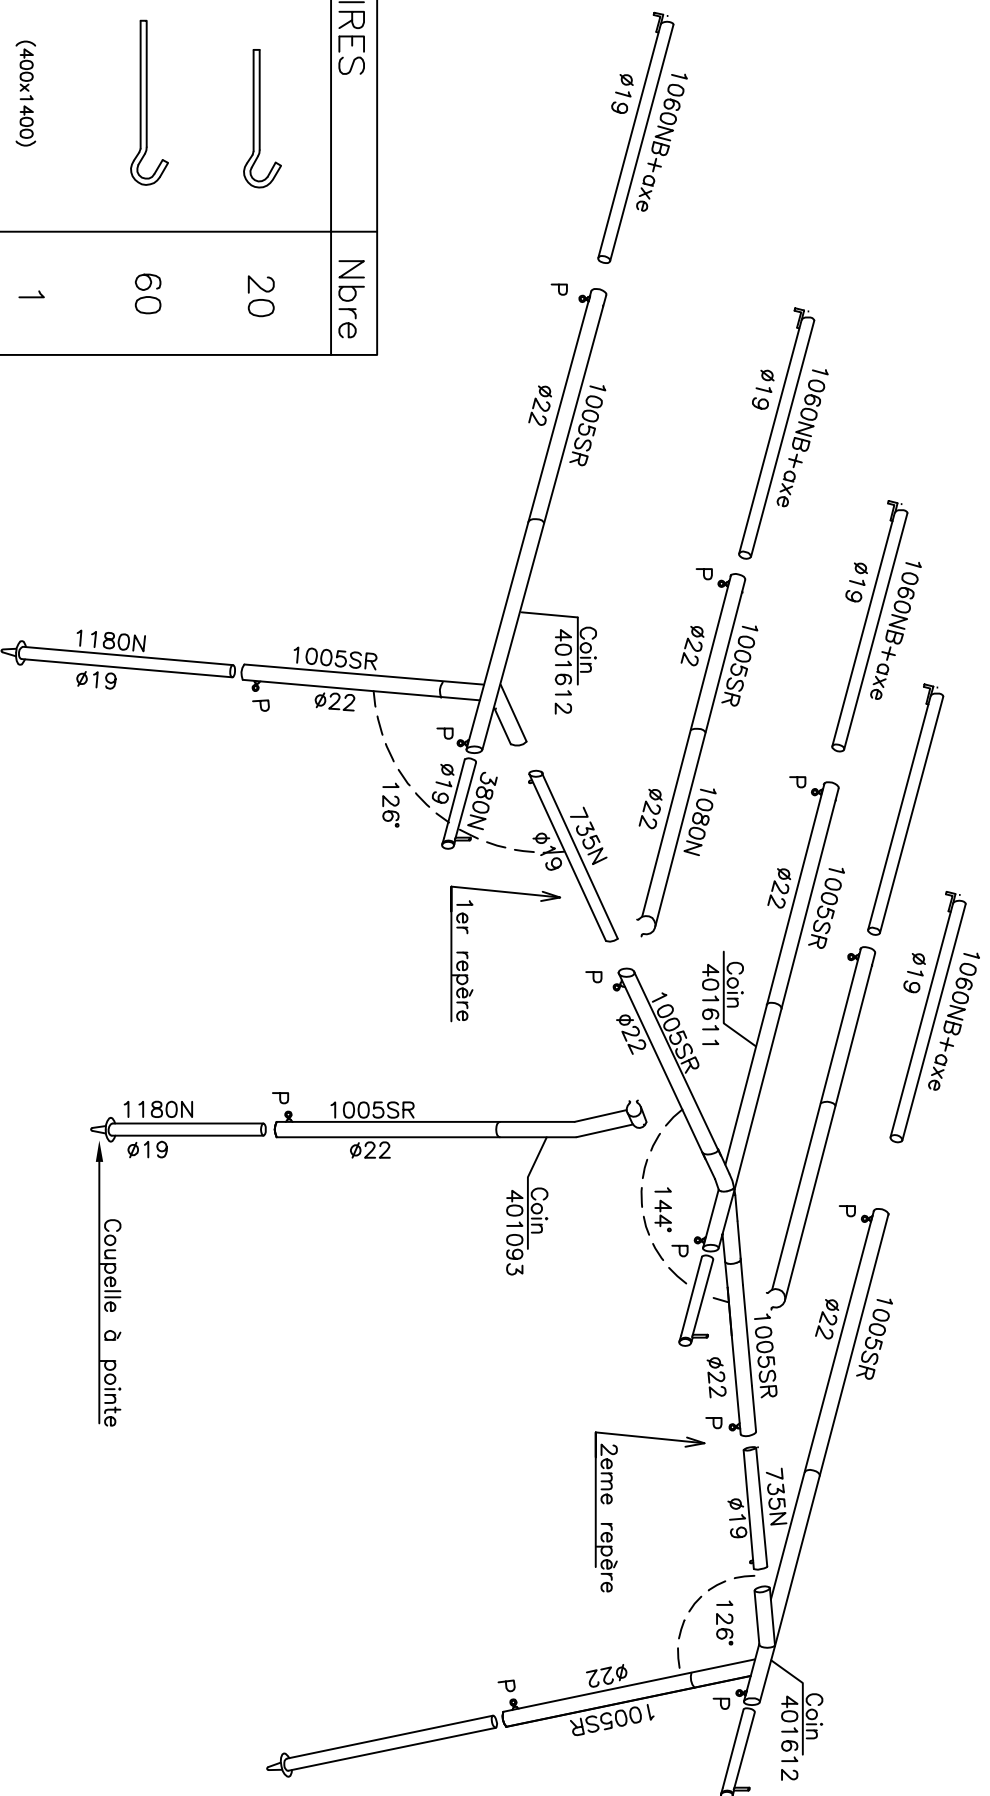 IRES
Nbre
20
60
(400x1400)
1
1060NB+axe
ø19
P
1005SR
ø22
Coin
401612
1180N
ø19
1005SR
ø22
P
P
380N
ø19
126°
735N
ø19
1er repère
1060NB+axe
ø19
P
1005SR
ø22
1080N
ø22
1060NB+axe
ø19
P
1005SR
ø22
Coin
401611
P
1005SR
ø22
144°
P
1005SR
ø22
P
2eme repère
735N
ø19
1180N
ø19
P
1005SR
ø22
Coin
401093
Coupelle à pointe
1060NB+axe
ø19
P
1005SR
ø22
126°
Coin
401612
P
P
ø22
1005SR